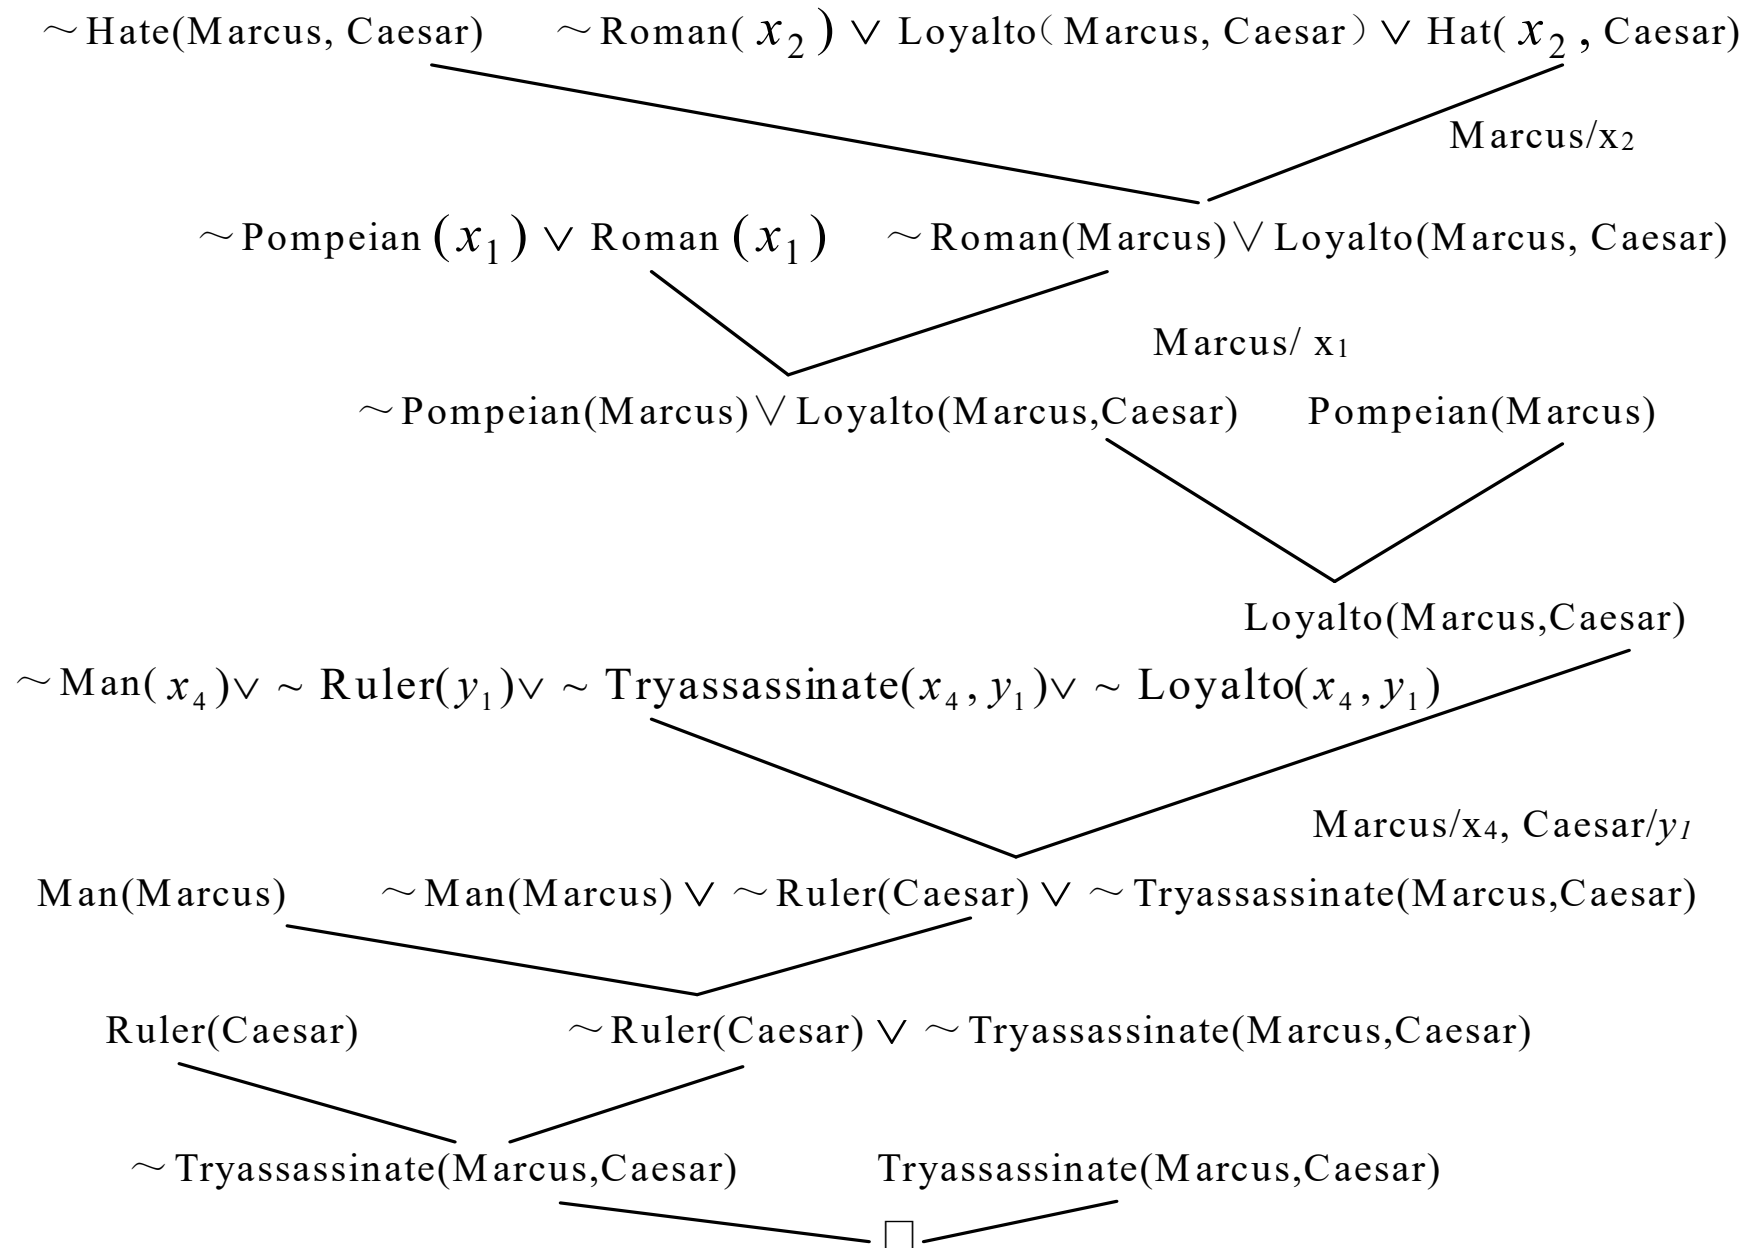 ～Hate(Marcus, Caesar) ～Roman( x₂ ) ∨ Loyalto（Marcus, Caesar）∨ Hat( x₂ , Caesar)
Marcus/x₂
～Pompeian (x₁) ∨ Roman (x₁) ～Roman(Marcus)∨Loyalto(Marcus, Caesar)
Marcus/ x₁
～Pompeian(Marcus)∨Loyalto(Marcus,Caesar) Pompeian(Marcus)
Loyalto(Marcus,Caesar)
～Man( x₄)∨ ~ Ruler(y₁)∨ ~ Tryassassinate(x₄, y₁)∨ ~ Loyalto(x₄, y₁)
Marcus/x₄, Caesar/y₁
Man(Marcus) ～Man(Marcus)∨ ～Ruler(Caesar)∨ ～Tryassassinate(Marcus,Caesar)
Ruler(Caesar) ～Ruler(Caesar)∨ ～Tryassassinate(Marcus,Caesar)
～Tryassassinate(Marcus,Caesar) Tryassassinate(Marcus,Caesar)
□